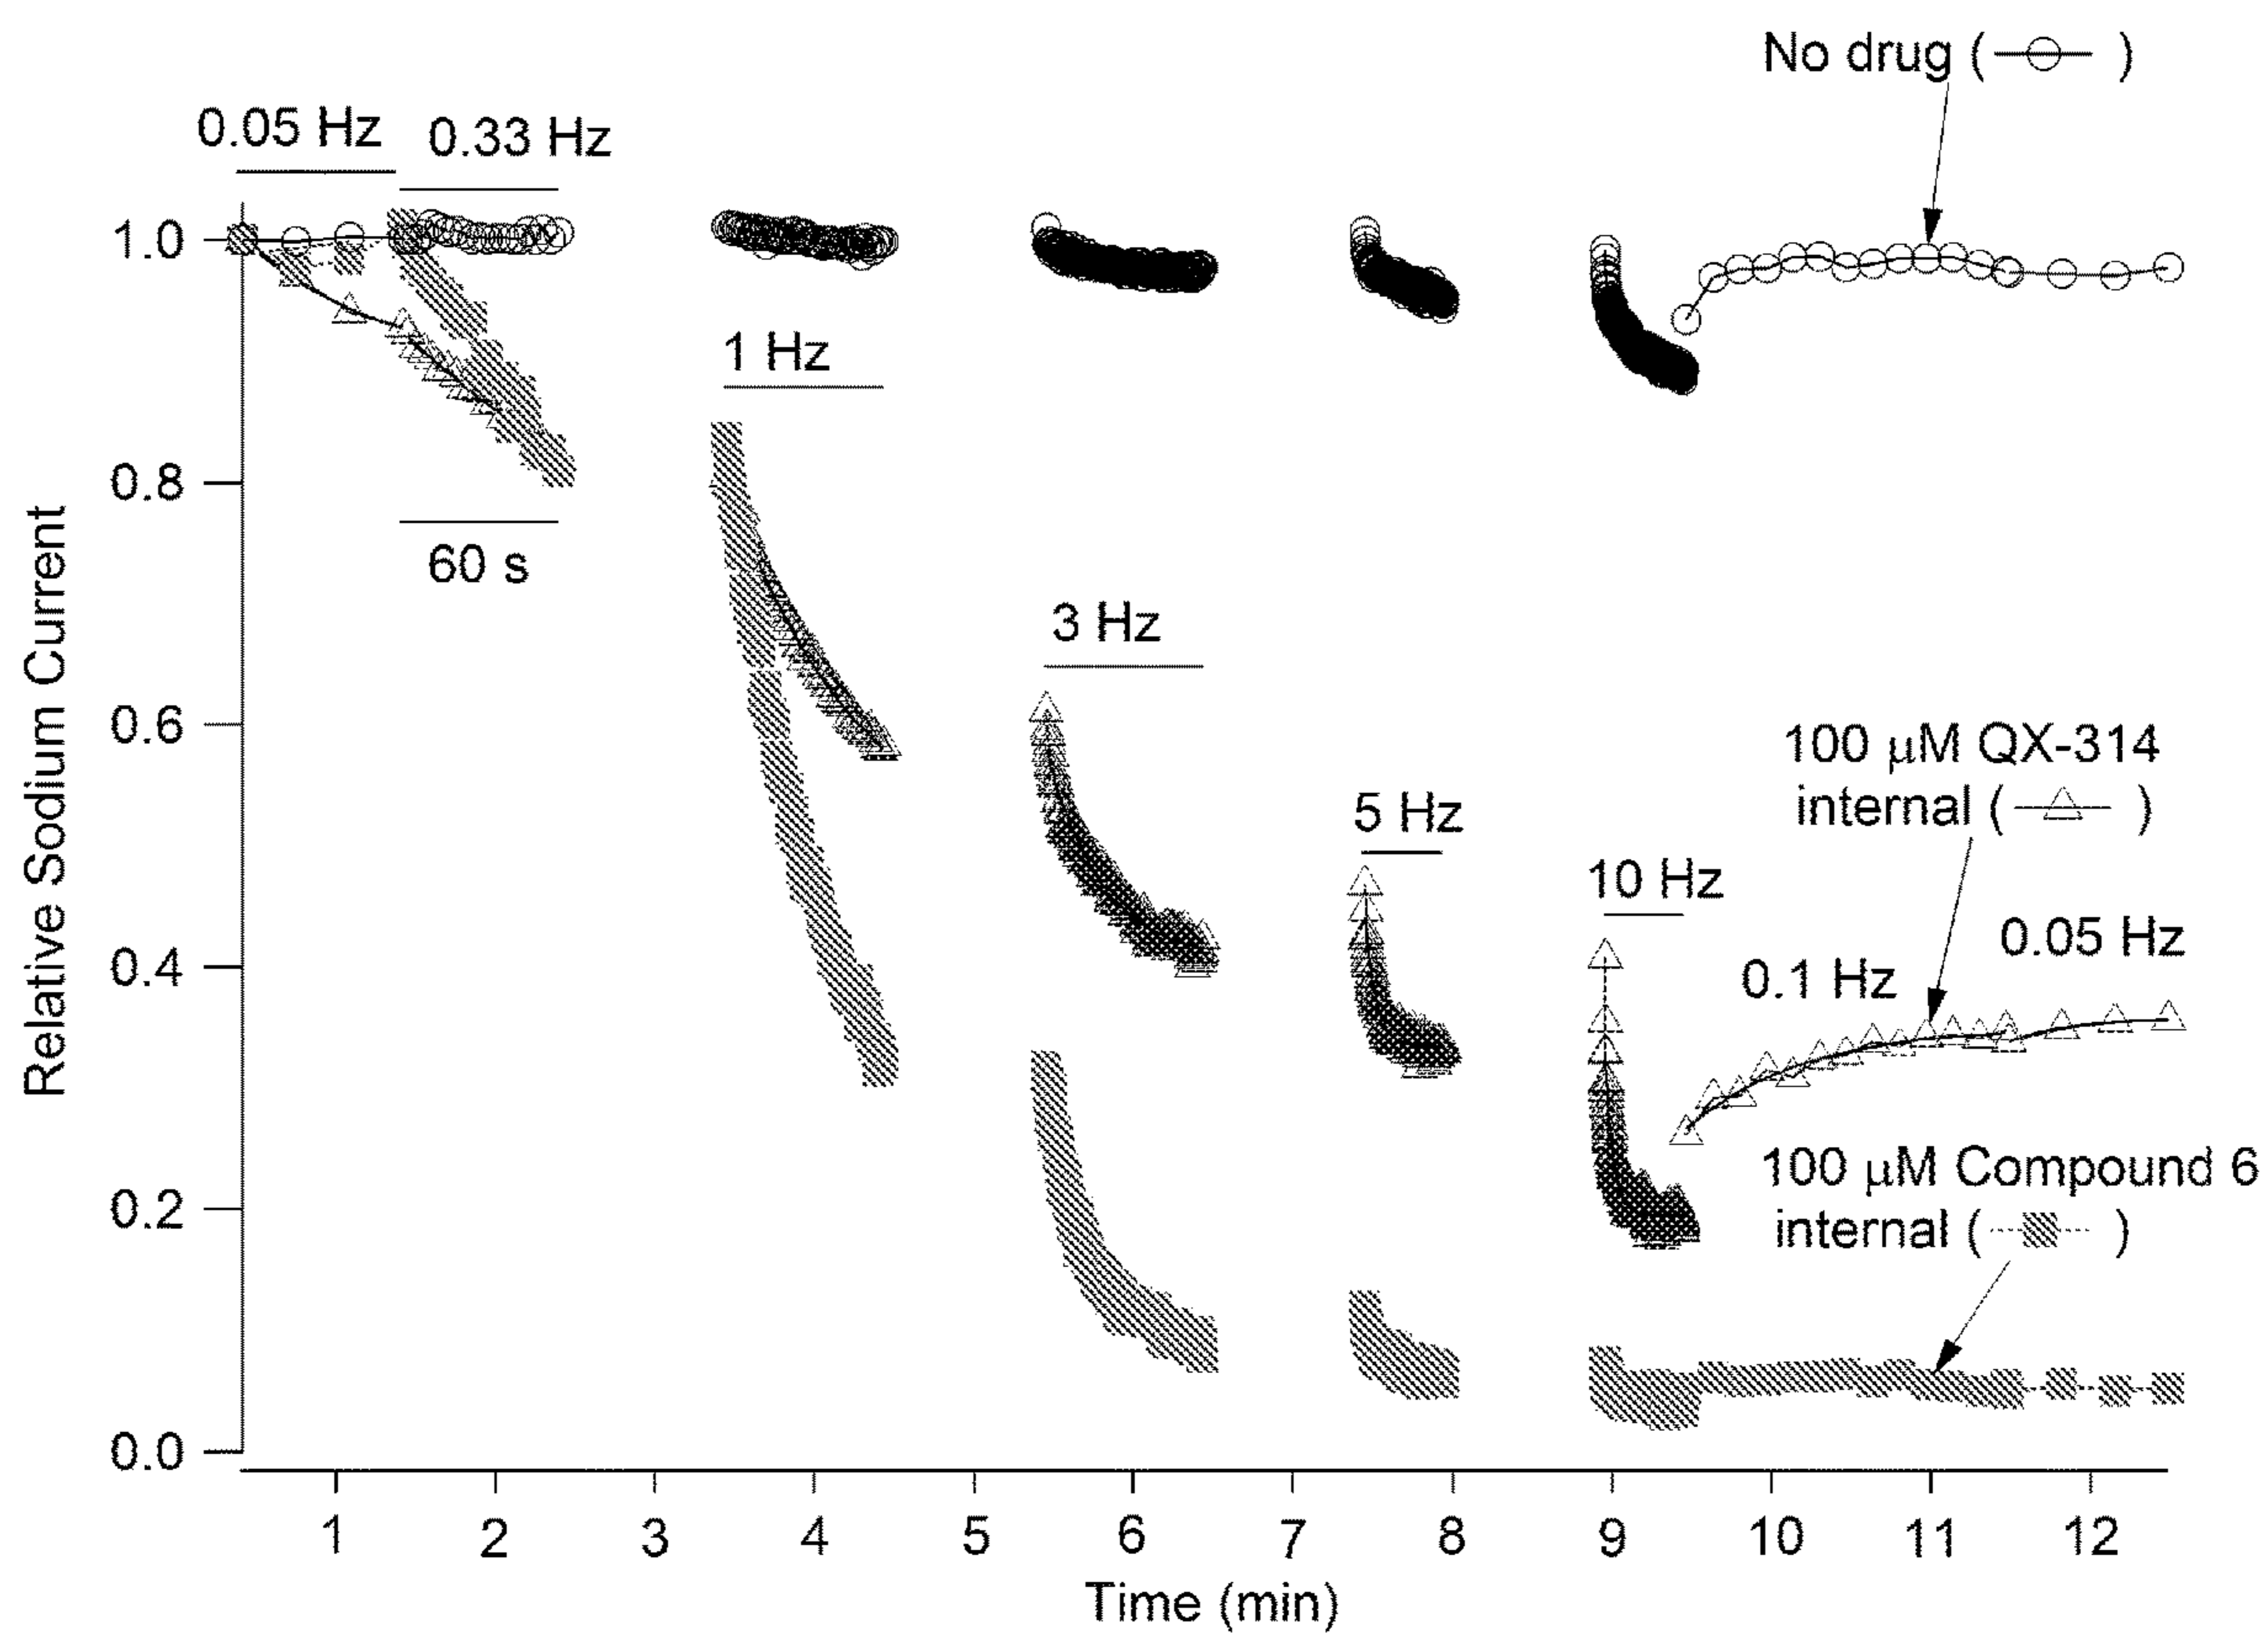 No drug ( )
0.05 Hz
0.33 Hz
1.0
1 Hz
0.8
60 s
3 Hz
0.6
100 μM QX-314
internal ( )
5 Hz
10 Hz
0.05 Hz
0.4
0.1 Hz
100 μM Compound 6
0.2
internal ( )
0.0
Relative Sodium Current
1 2 3 4 5 6 7 8 9 10 11 12
Time (min)